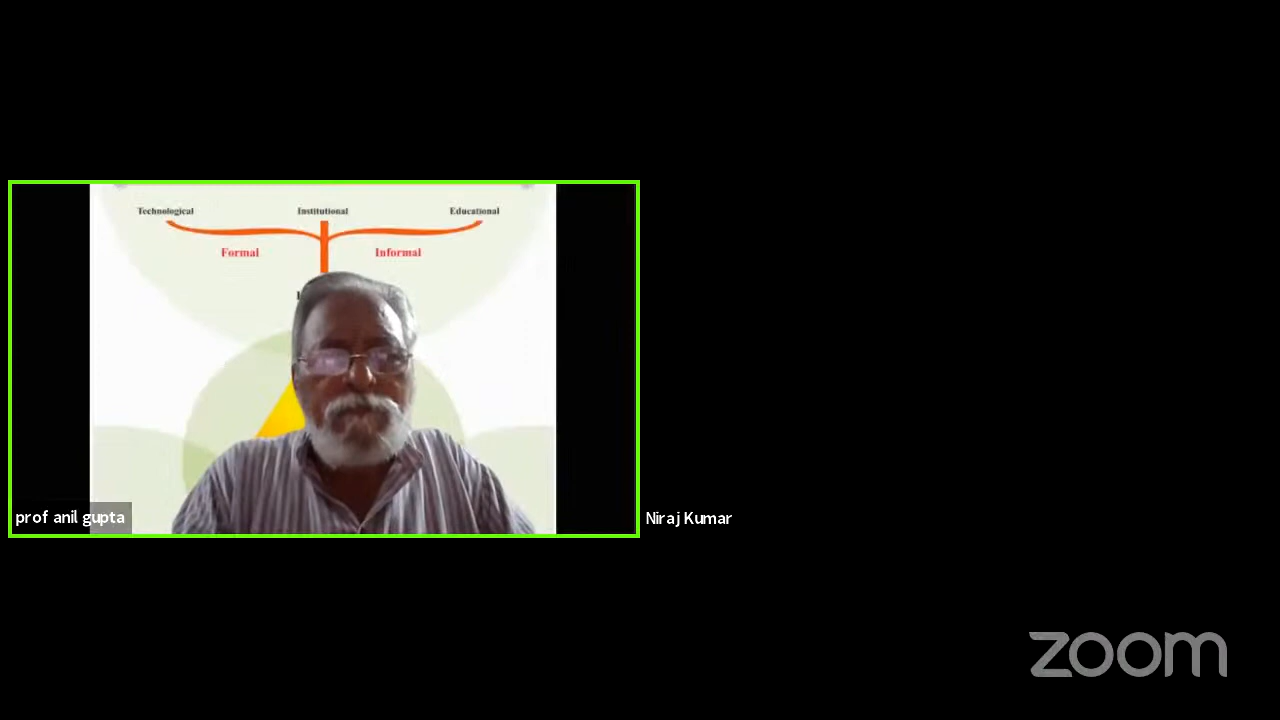 Technological Institutional Educational
Formal Informal
prof anil gupta
Niraj Kumar
zoom